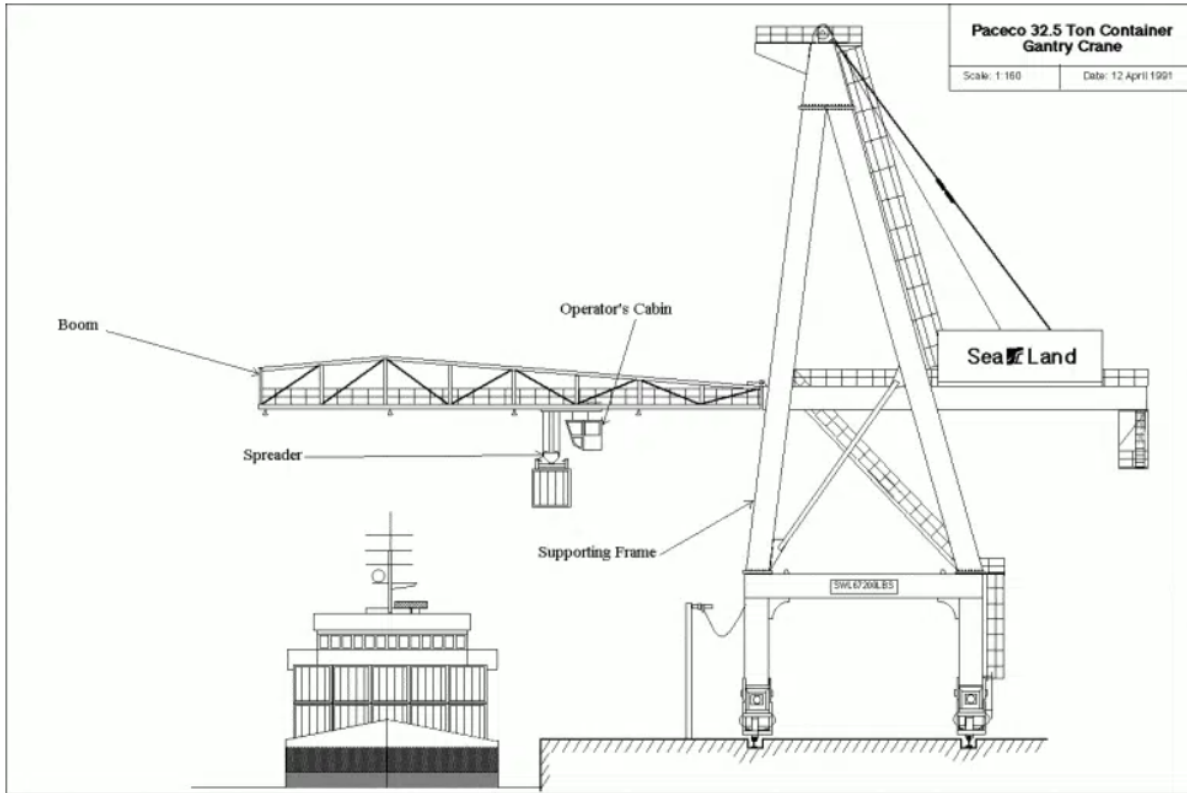 Paceco 32.5 Ton Container
Gantry Crane
Scale: 1:160
Date: 12 April 1991
Boom
Operator's Cabin
Sea Land
Spreader
Supporting Frame
SWL67200LBS